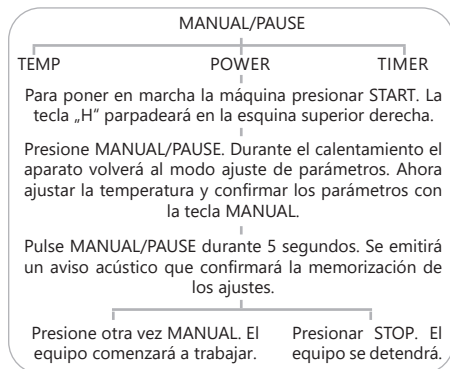 MANUAL/PAUSE
TEMP POWER TIMER
Para poner en marcha la máquina presionar START. La
tecla „H“ parpadeará en la esquina superior derecha.
Presione MANUAL/PAUSE. Durante el calentamiento el
aparato volverá al modo ajuste de parámetros. Ahora
ajustar la temperatura y confirmar los parámetros con
la tecla MANUAL.
Pulse MANUAL/PAUSE durante 5 segundos. Se emitirá
un aviso acústico que confirmará la memorización de
los ajustes.
Presione otra vez MANUAL. El
equipo comenzará a trabajar.
Presionar STOP. El
equipo se detendrá.